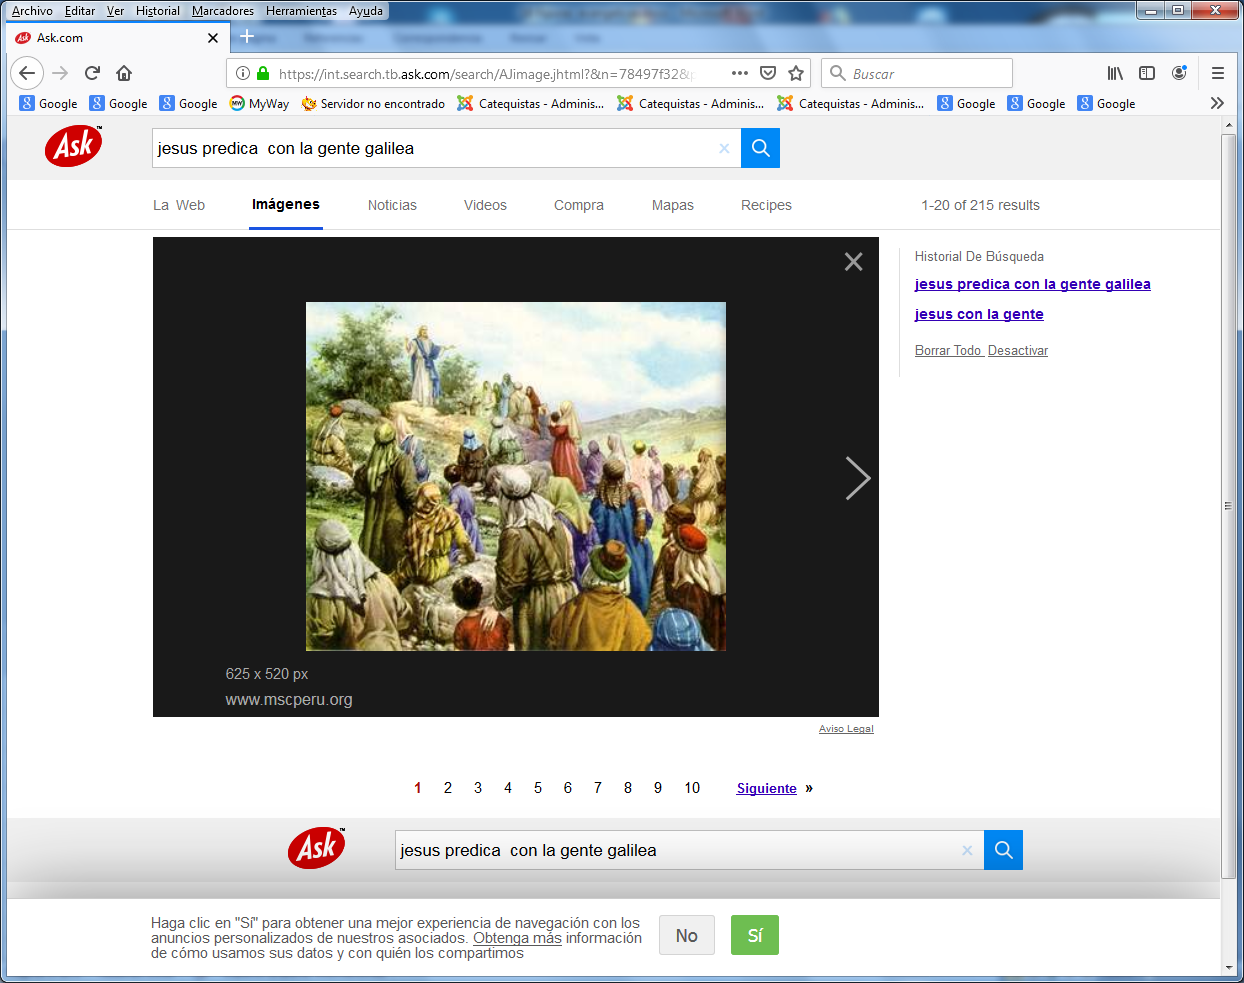 Archivo Editar Ver Historial Marcadores Herramientas Ayuda
Ask Ask.com
https://int.search.tb.ask.com/search/AJimage.jhtml?&n=78497f32&
Buscar
Google Google Google MyWay Servidor no encontrado Catequistas - Adminis... Catequistas - Adminis... Catequistas - Adminis... Google Google Google
Ask™ jesus predica  con la gente galilea
La Web Imágenes Noticias Videos Compra Mapas Recipes 1-20 of 215 results
Historial De Búsqueda
jesus predica con la gente galilea
jesus con la gente
Borrar Todo Desactivar
625 x 520 px
www.mscperu.org
Aviso Legal
1 2 3 4 5 6 7 8 9 10 Siguiente »
Ask™ jesus predica  con la gente galilea
Haga clic en "Sí" para obtener una mejor experiencia de navegación con los
anuncios personalizados de nuestros asociados. Obtenga más información
de cómo usamos sus datos y con quién los compartimos
No Sí